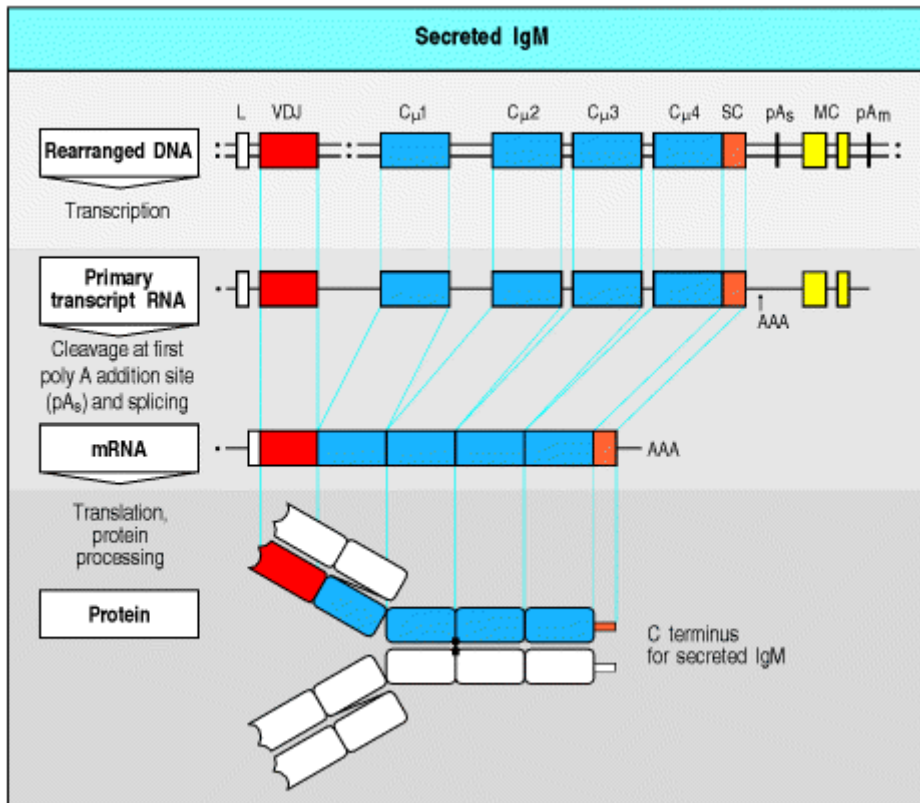 Secreted IgM
L VDJ Cμ1 Cμ2 Cμ3 Cμ4 SC pAs MC pAm
Rearranged DNA
Transcription
Primary
transcript RNA
AAA
Cleavage at first
poly A addition site
(pAs) and splicing
mRNA
AAA
Translation,
protein
processing
Protein
C terminus
for secreted IgM